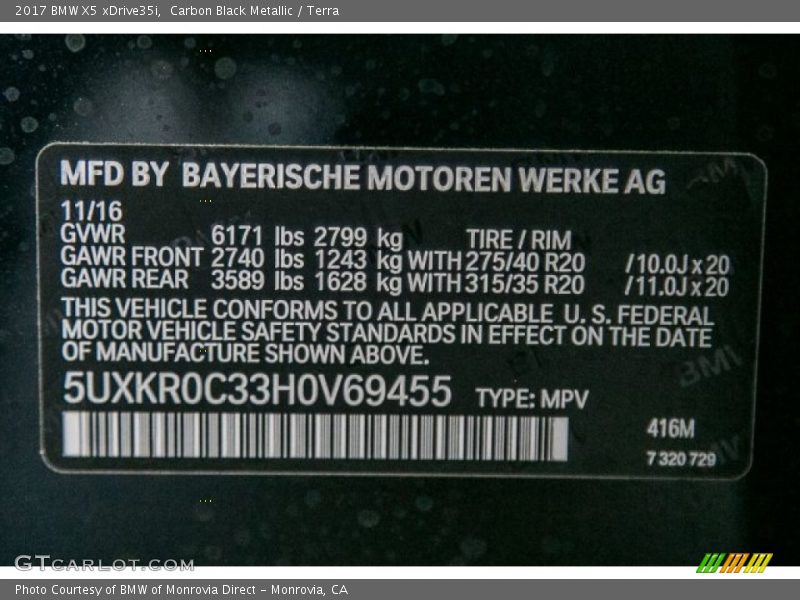 2017 BMW X5 xDrive35i, Carbon Black Metallic / Terra
MFD BY BAYERISCHE MOTOREN WERKE AG
11/16
GVWR 6171 lbs 2799 kg TIRE / RIM
GAWR FRONT 2740 lbs 1243 kg WITH 275/40 R20 /10.0J x 20
GAWR REAR 3589 lbs 1628 kg WITH 315/35 R20 /11.0J x 20
THIS VEHICLE CONFORMS TO ALL APPLICABLE U. S. FEDERAL
MOTOR VEHICLE SAFETY STANDARDS IN EFFECT ON THE DATE
OF MANUFACTURE SHOWN ABOVE.
5UXKR0C33H0V69455 TYPE: MPV
416M
7 320 729
GTCARLOT.COM
Photo Courtesy of BMW of Monrovia Direct - Monrovia, CA